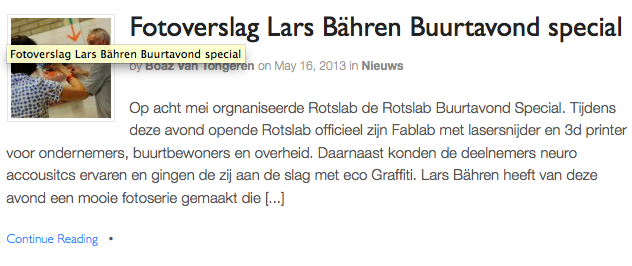 Fotoverslag Lars Bähren Buurtavond special
Fotoverslag Lars Bähren Buurtavond special
by Boaz Van Tongeren on May 16, 2013 in Nieuws
Op acht mei orgnaniseerde Rotslab de Rotslab Buurtavond Special. Tijdens
deze avond opende Rotslab officieel zijn Fablab met lasersnijder en 3d printer
voor ondernemers, buurtbewoners en overheid. Daarnaast konden de deelnemers neuro
accousitcs ervaren en gingen de zij aan de slag met eco Graffiti. Lars Bähren heeft van deze
avond een mooie fotoserie gemaakt die [...]
Continue Reading •